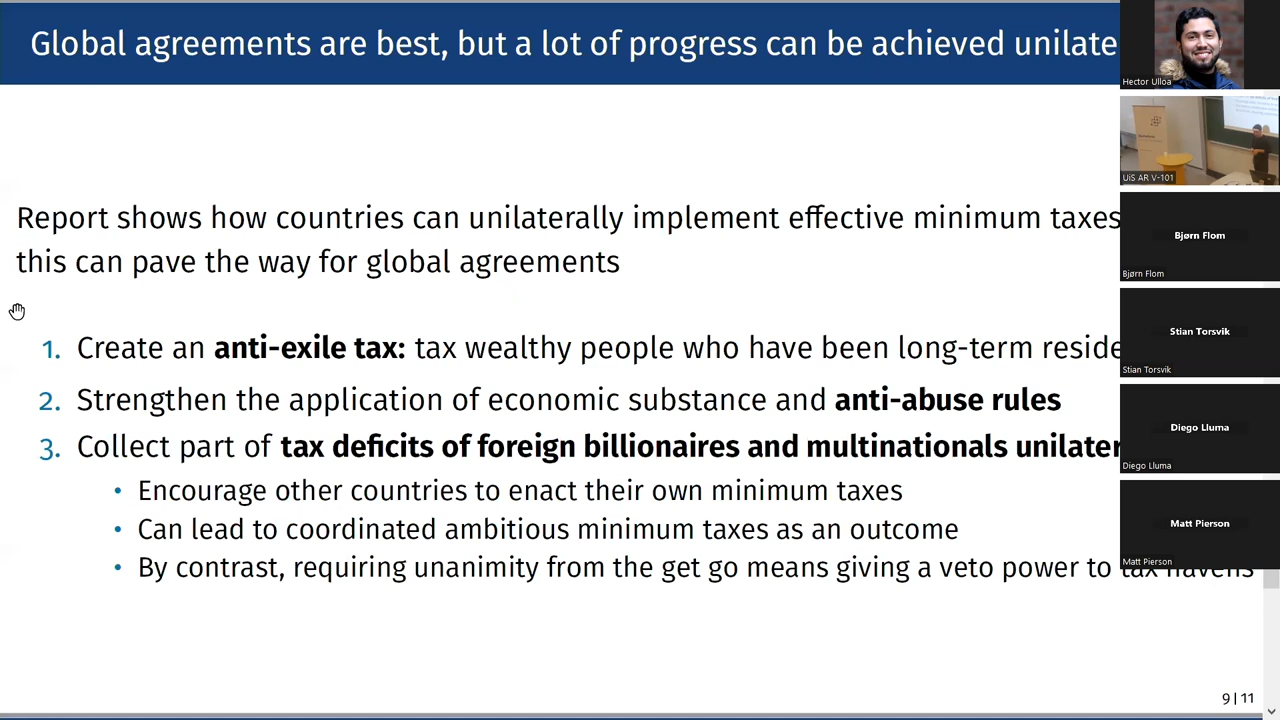 Global agreements are best, but a lot of progress can be achieved unilate
Report shows how countries can unilaterally implement effective minimum taxes
this can pave the way for global agreements
1. Create an anti-exile tax: tax wealthy people who have been long-term reside
2. Strengthen the application of economic substance and anti-abuse rules
3. Collect part of tax deficits of foreign billionaires and multinationals unilater
• Encourage other countries to enact their own minimum taxes
• Can lead to coordinated ambitious minimum taxes as an outcome
• By contrast, requiring unanimity from the get go means giving a veto power to tax havens
9 | 11
Hector Ulloa
UiS AR V-101
Bjørn Flom
Bjørn Flom
Stian Torsvik
Stian Torsvik
Diego Lluma
Diego Lluma
Matt Pierson
Matt Pierson